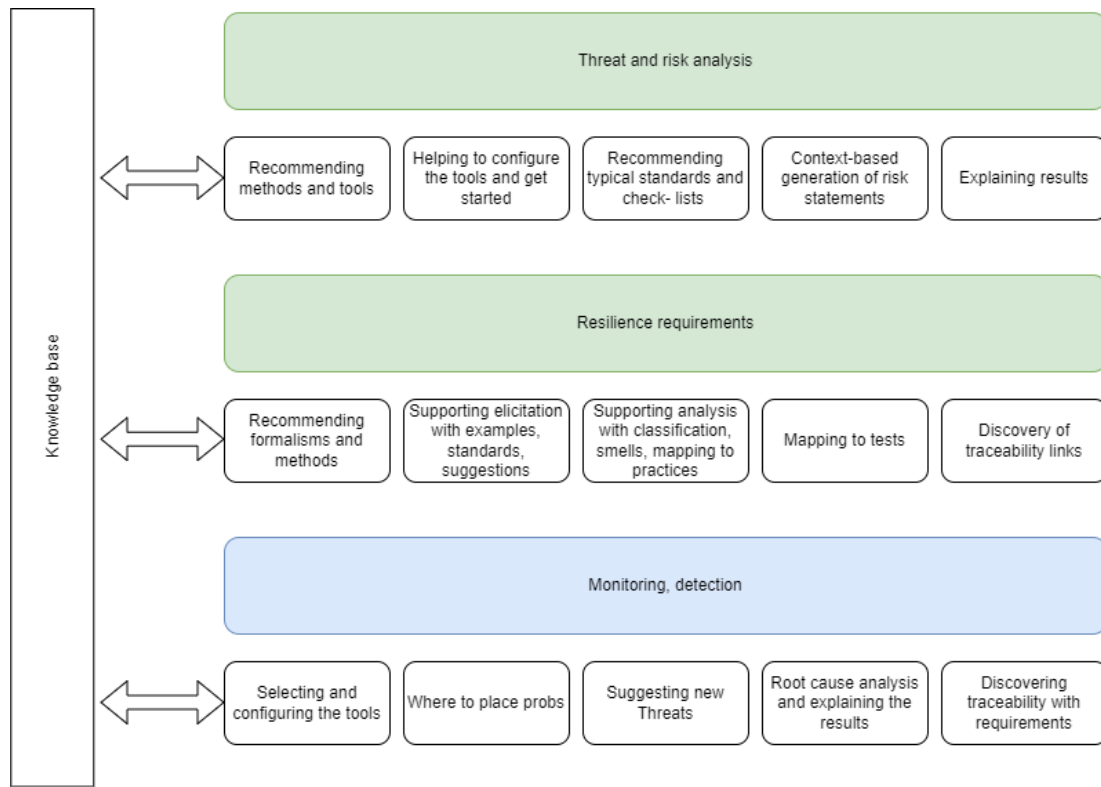 Knowledge base
Threat and risk analysis
Recommending
methods and tools
Helping to configure
the tools and get
started
Recommending
typical standards and
check- lists
Context-based
generation of risk
statements
Explaining results
Resilience requirements
Recommending
formalisms and
methods
Supporting elicitation
with examples,
standards,
suggestions
Supporting analysis
with classification,
smells, mapping to
practices
Mapping to tests
Discovery of
traceability links
Monitoring, detection
Selecting and
configuring the tools
Where to place probs
Suggesting new
Threats
Root cause analysis
and explaining the
results
Discovering
traceability with
requirements